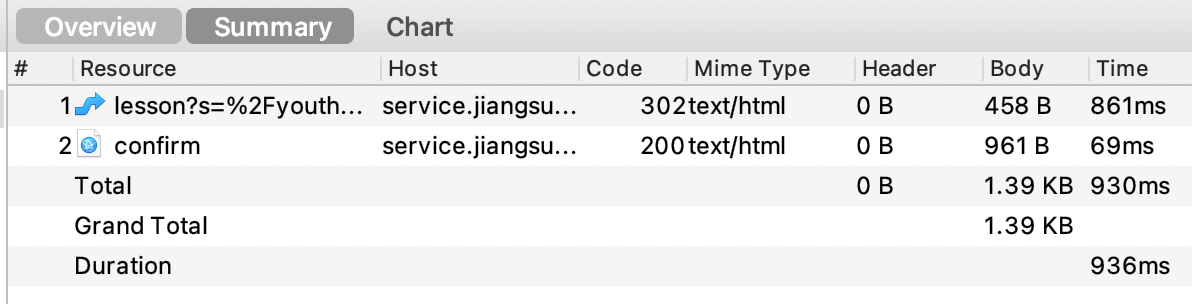 Overview Summary Chart
# Resource Host Code Mime Type Header Body Time
1 lesson?s=%2Fyouth... service.jiangsu... 302 text/html 0 B 458 B 861ms
2 confirm service.jiangsu... 200 text/html 0 B 961 B 69ms
Total 0 B 1.39 KB 930ms
Grand Total 1.39 KB
Duration 936ms